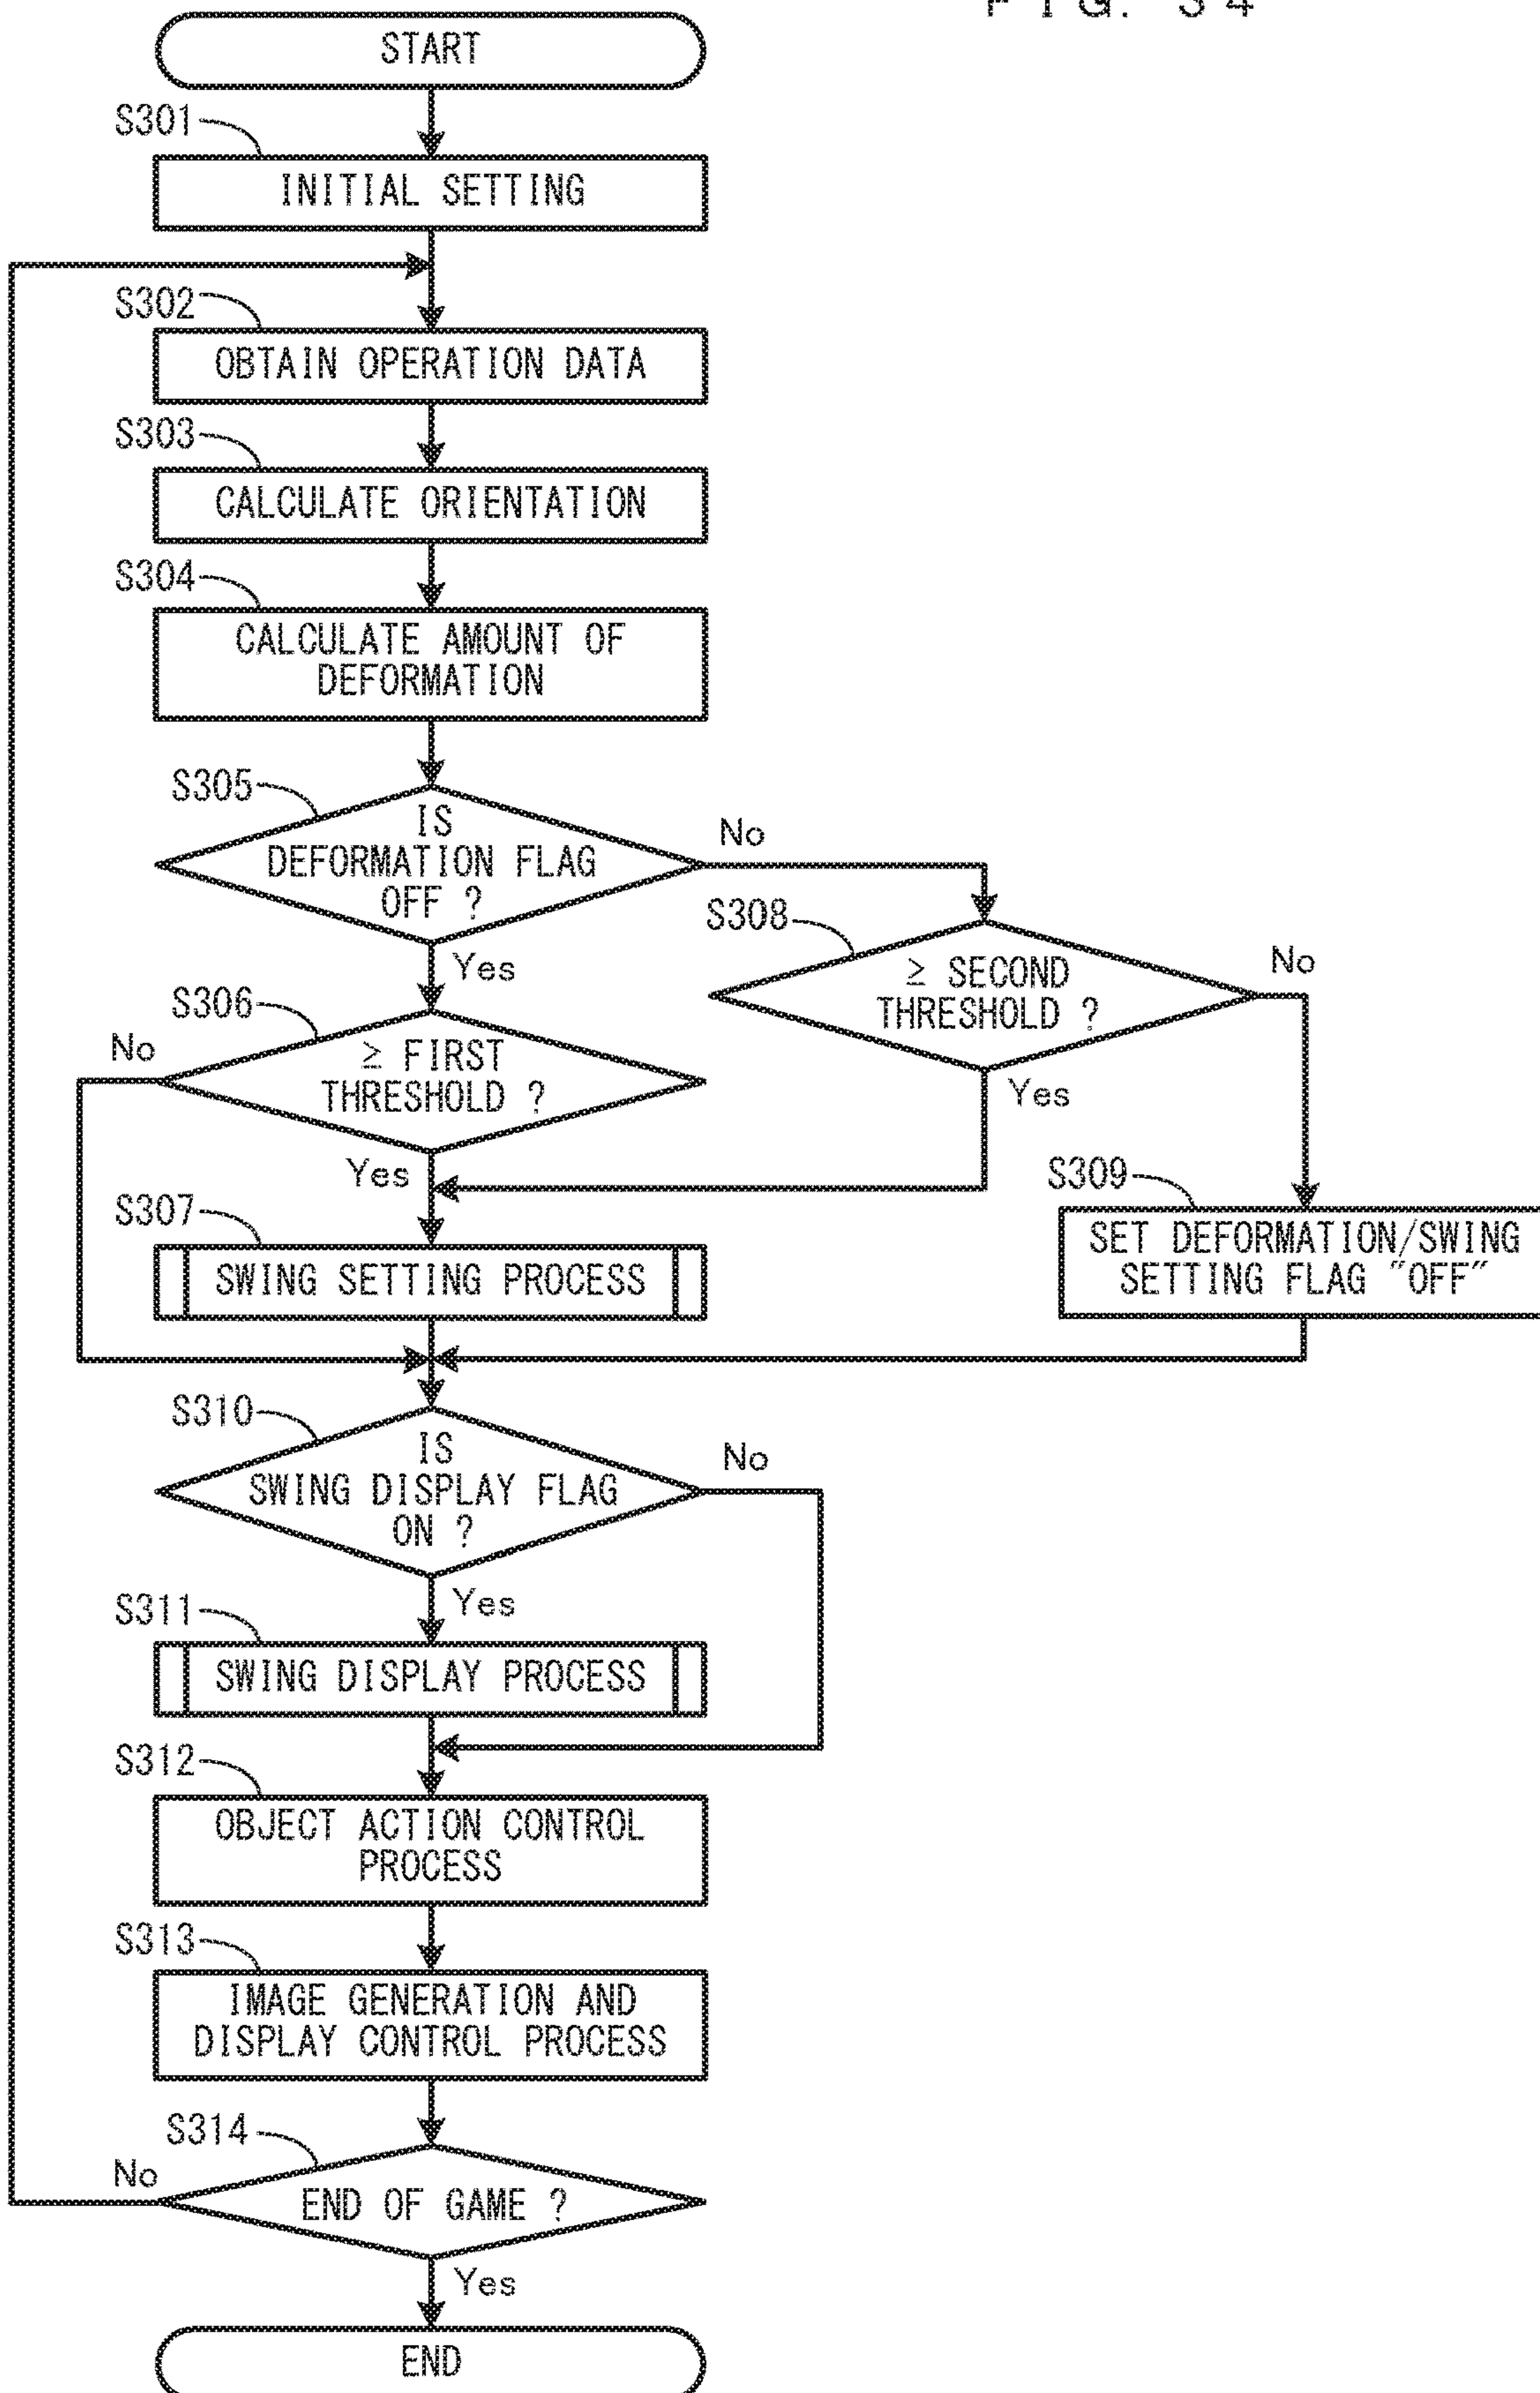 FIG. 34
START
S301
INITIAL SETTING
S302
OBTAIN OPERATION DATA
S303
CALCULATE ORIENTATION
S304
CALCULATE AMOUNT OF
DEFORMATION
S305
IS
DEFORMATION FLAG
OFF ?
No
Yes
S308
≥ SECOND
THRESHOLD ?
No
Yes
S306
No
≥ FIRST
THRESHOLD ?
Yes
S309
SET DEFORMATION/SWING
SETTING FLAG "OFF"
S307
SWING SETTING PROCESS
S310
IS
SWING DISPLAY FLAG
ON ?
No
Yes
S311
SWING DISPLAY PROCESS
S312
OBJECT ACTION CONTROL
PROCESS
S313
IMAGE GENERATION AND
DISPLAY CONTROL PROCESS
S314
No
END OF GAME ?
Yes
END